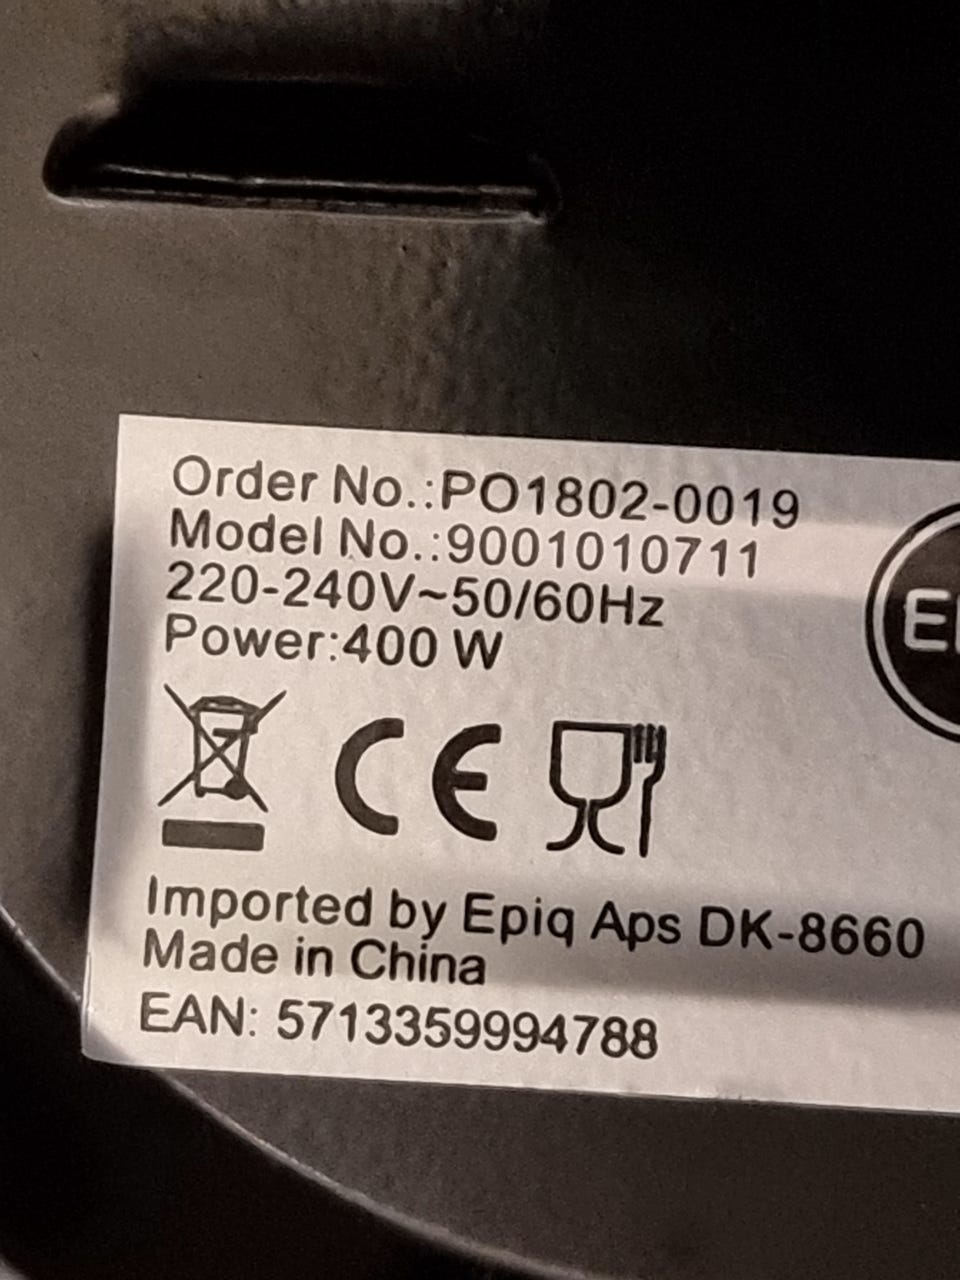 Order No.:PO1802-0019
Model No.:9001010711
220-240V~50/60Hz
Power:400 W
CE
Imported by Epiq Aps DK-8660
Made in China
EAN: 5713359994788